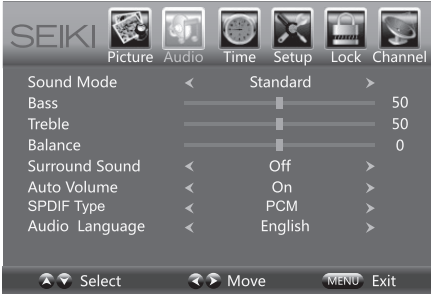 SEIKI
Picture Audio Time Setup Lock Channel
Sound Mode Standard
Bass 50
Treble 50
Balance 0
Surround Sound Off
Auto Volume On
SPDIF Type PCM
Audio Language English
Select Move MENU Exit